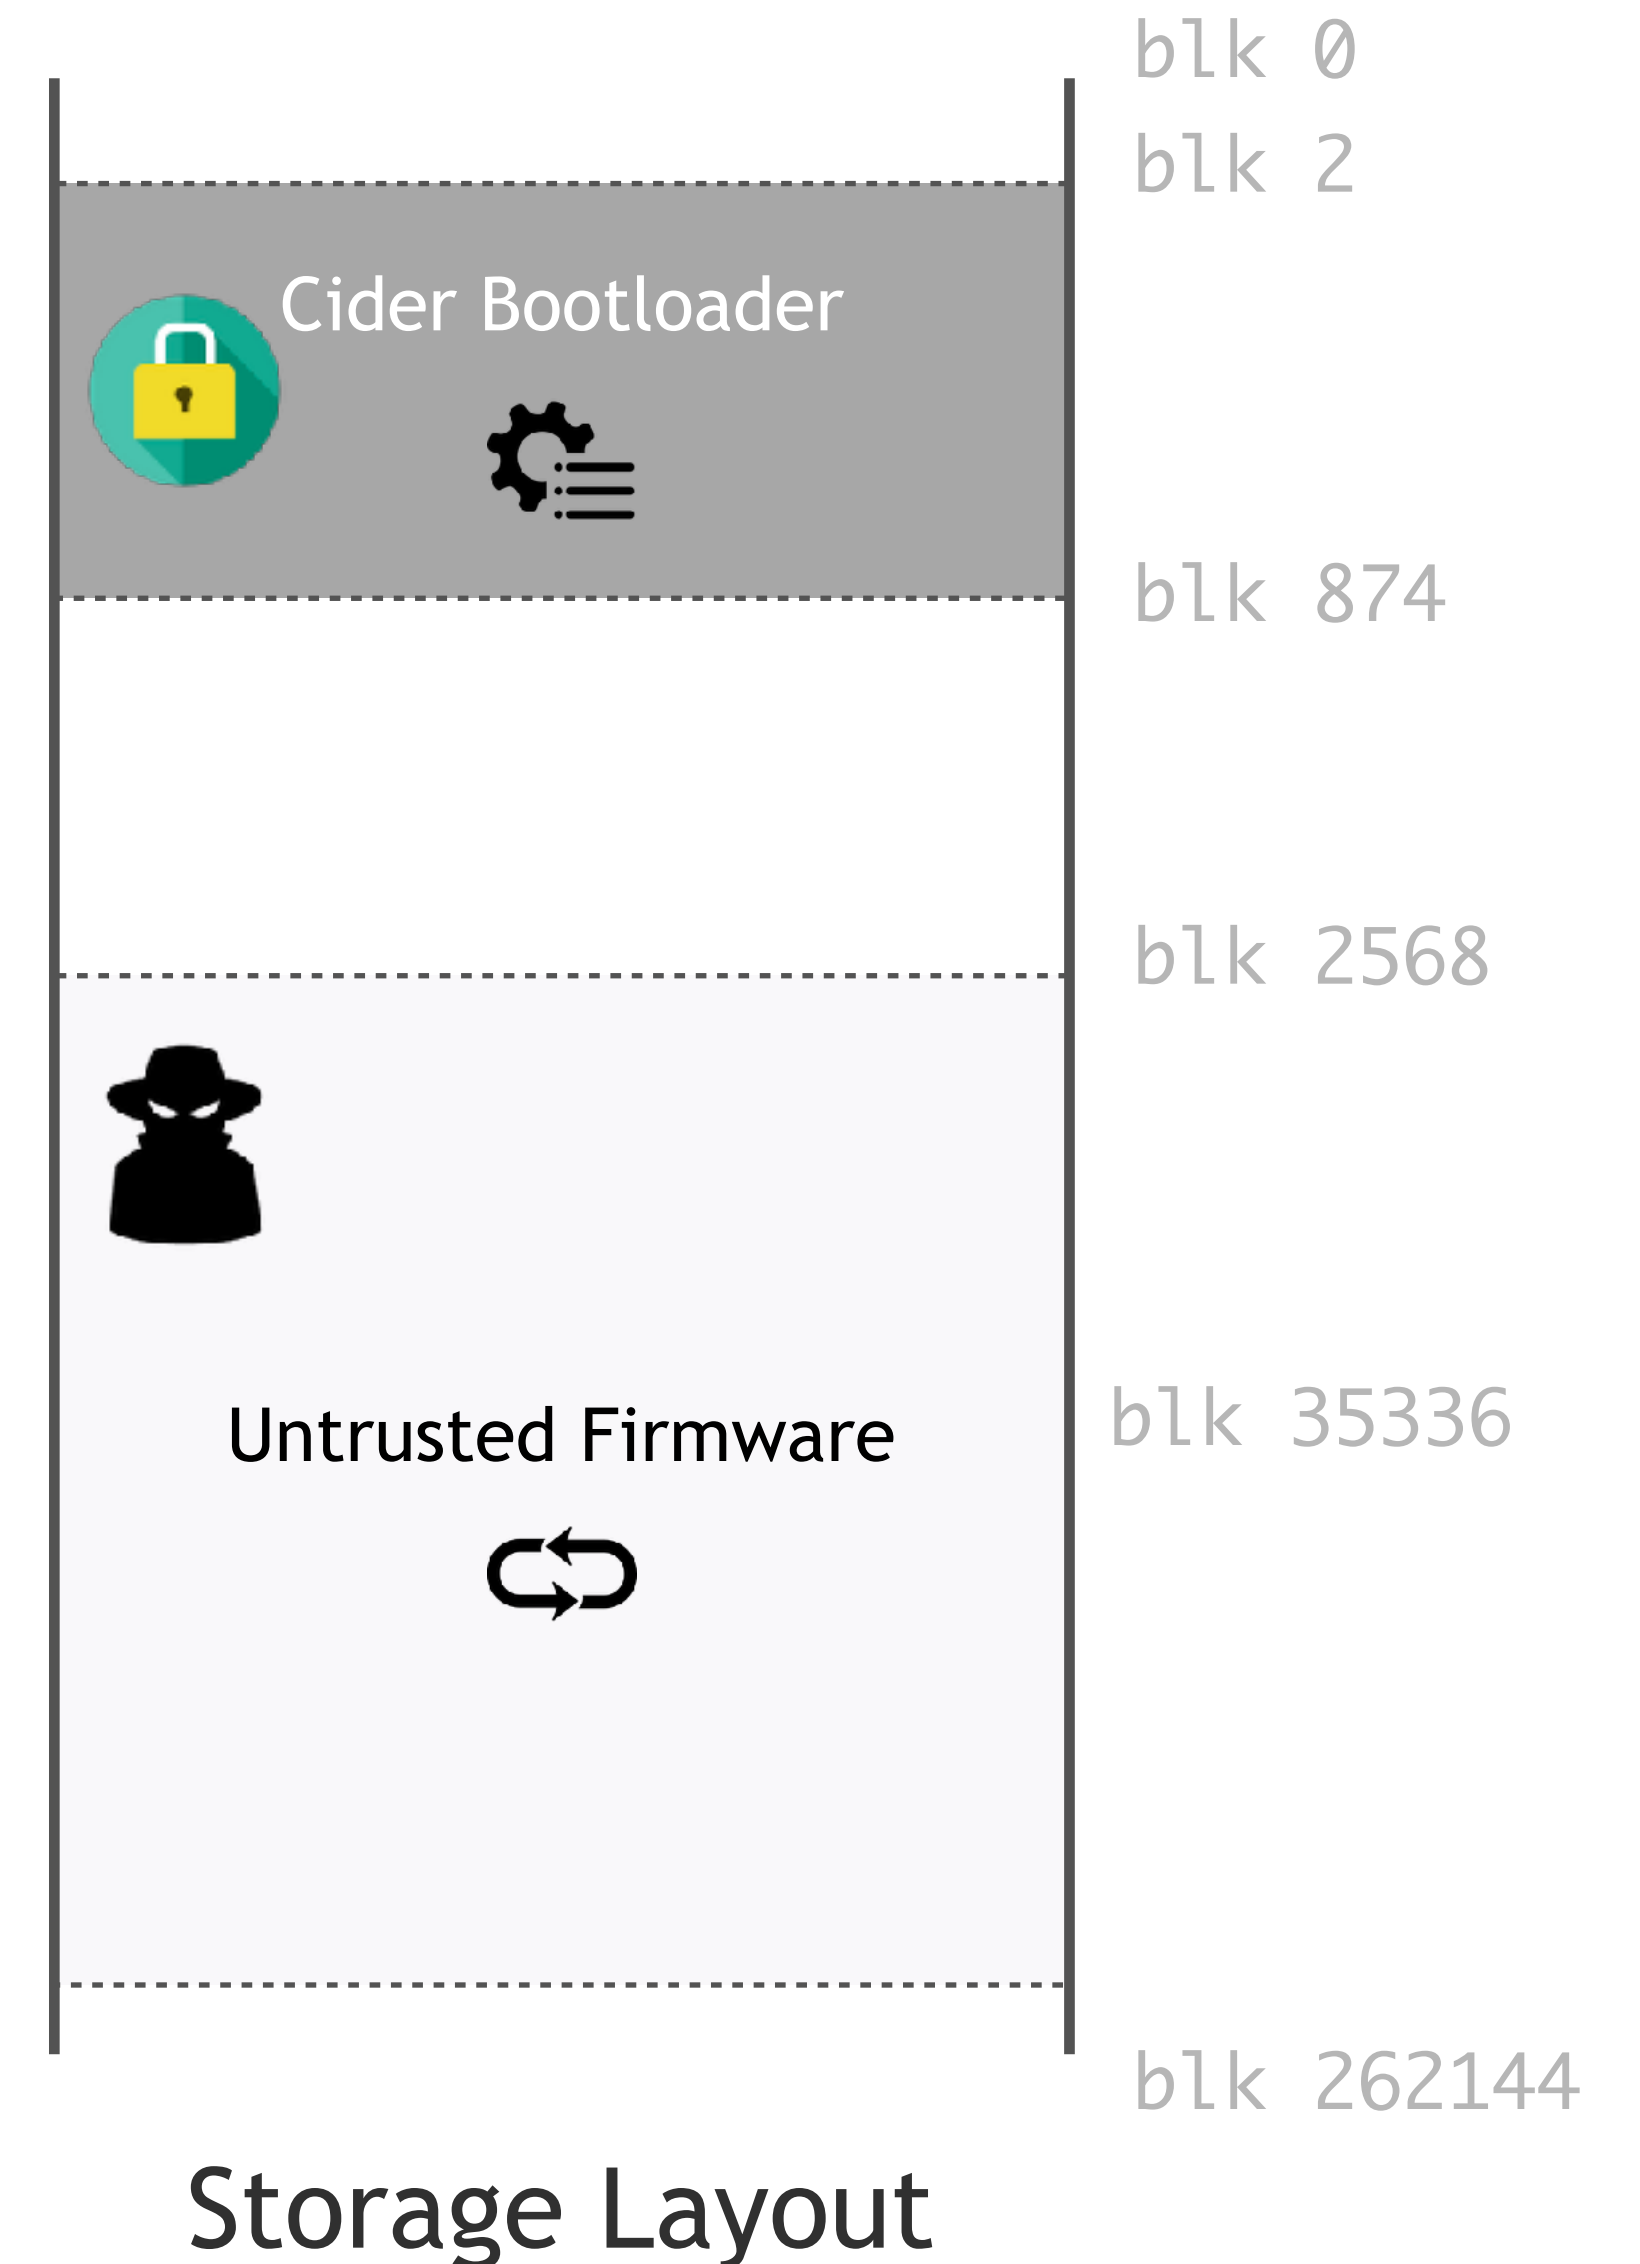 blk 0
blk 2
Cider Bootloader
blk 874
blk 2568
blk 35336
Untrusted Firmware
blk 262144
Storage Layout